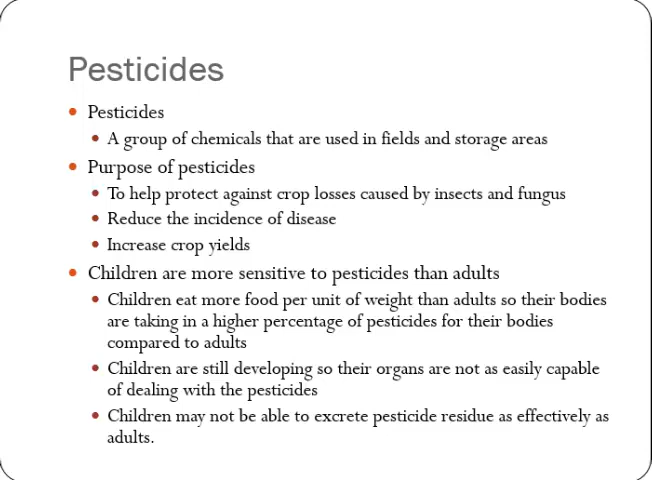 Pesticides
Pesticides
A group of chemicals that are used in fields and storage areas
Purpose of pesticides
To help protect against crop losses caused by insects and fungus
Reduce the incidence of disease
Increase crop yields
Children are more sensitive to pesticides than adults
Children eat more food per unit of weight than adults so their bodies
are taking in a higher percentage of pesticides for their bodies
compared to adults
Children are still developing so their organs are not as easily capable
of dealing with the pesticides
Children may not be able to excrete pesticide residue as effectively as
adults.